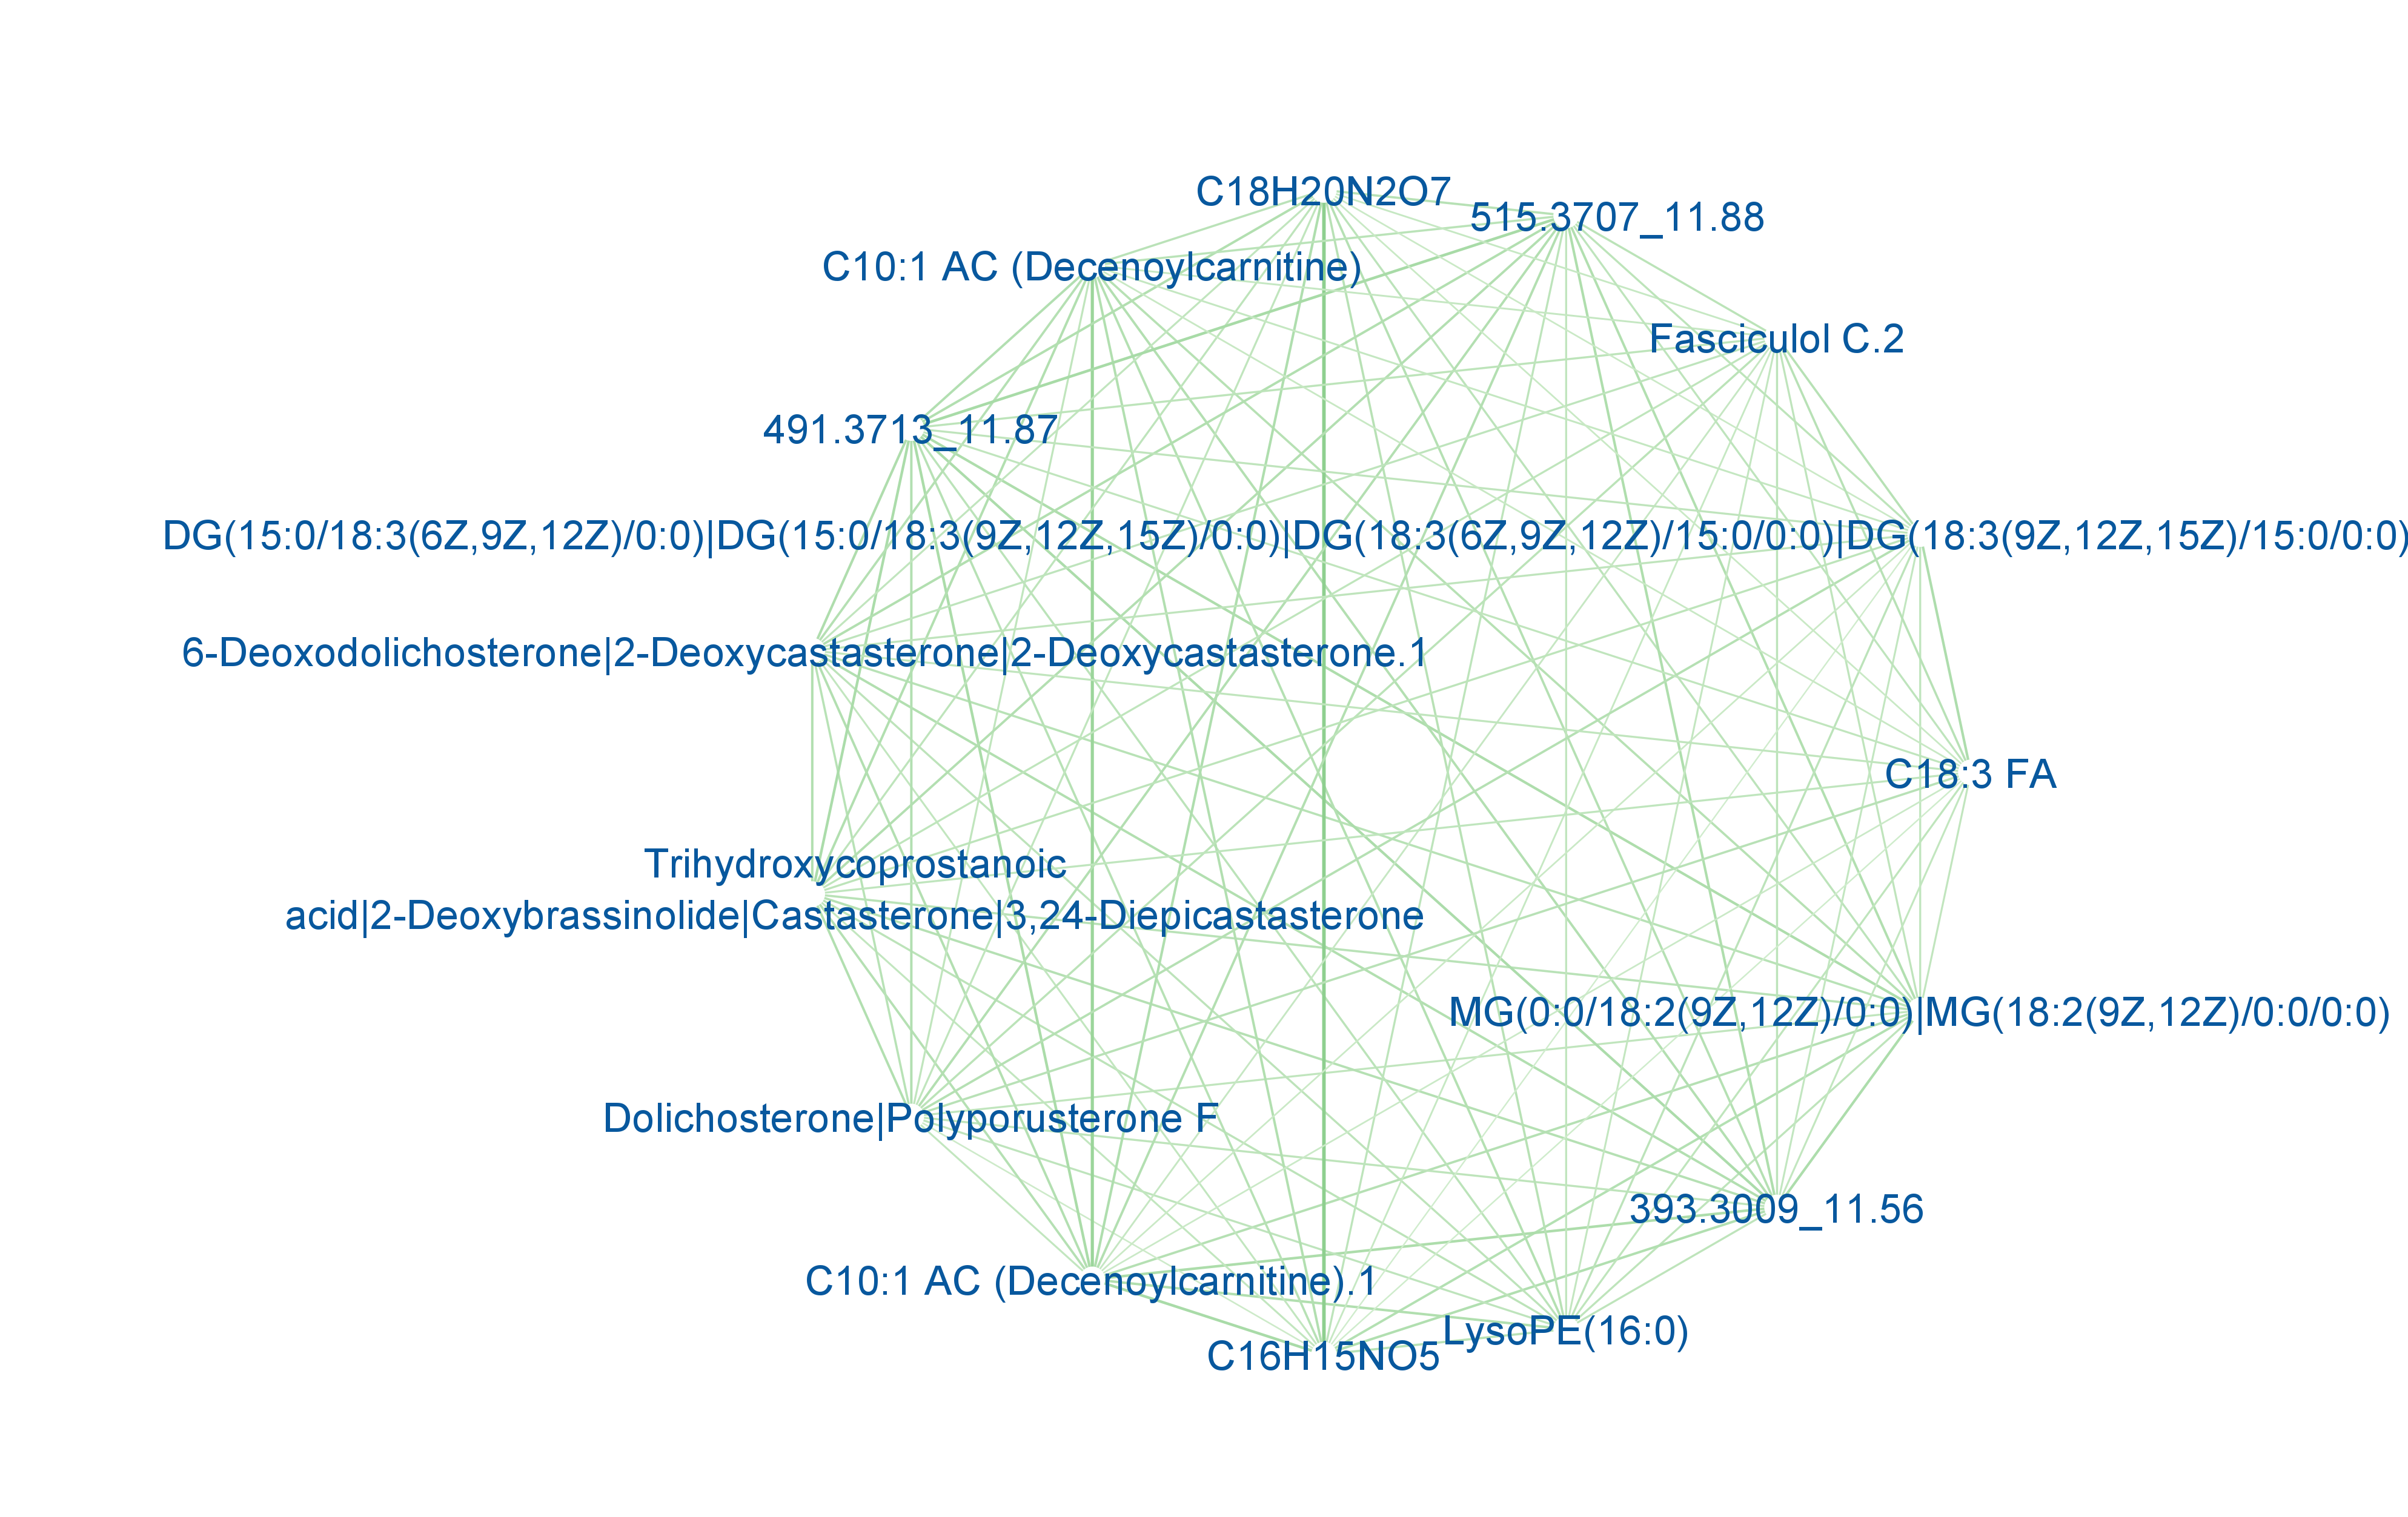 C18H20N2O7
515.3707_11.88
C10:1 AC (Decenoylcarnitine)
Fasciculol C.2
491.3713_11.87
DG(15:0/18:3(6Z,9Z,12Z)/0:0)|DG(15:0/18:3(9Z,12Z,15Z)/0:0)|DG(18:3(6Z,9Z,12Z)/15:0/0:0)|DG(18:3(9Z,12Z,15Z)/15:0/0:0)
6-Deoxodolichosterone|2-Deoxycastasterone|2-Deoxycastasterone.1
C18:3 FA
Trihydroxycoprostanoic
acid|2-Deoxybrassinolide|Castasterone|3,24-Diepicastasterone
MG(0:0/18:2(9Z,12Z)/0:0)|MG(18:2(9Z,12Z)/0:0/0:0)
Dolichosterone|Polyporusterone F
393.3009_11.56
C10:1 AC (Decenoylcarnitine).1
LysoPE(16:0)
C16H15NO5